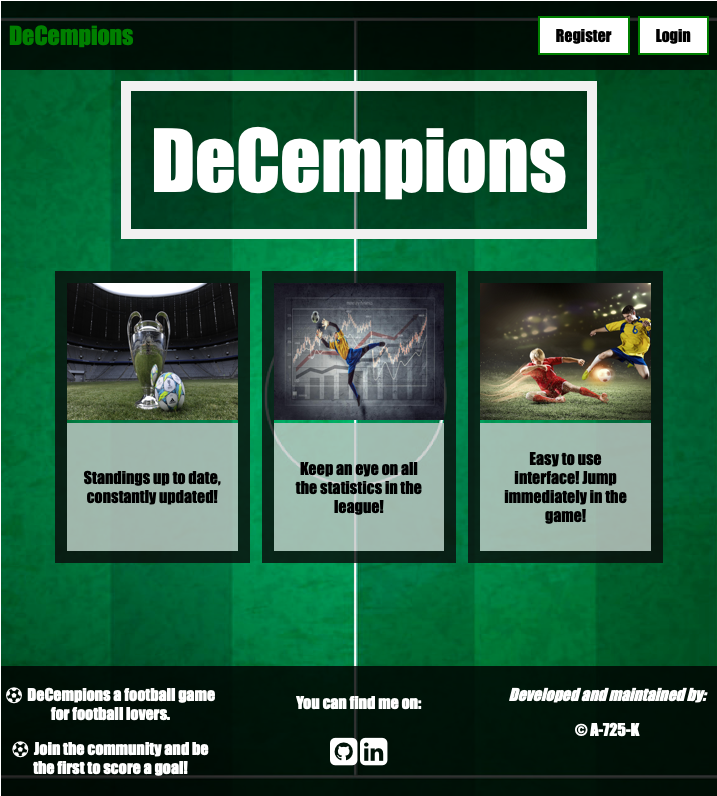 DeCempions
Register
Login
DeCempions
Standings up to date,
constantly updated!
Keep an eye on all
the statistics in the
league!
Easy to use
interface! Jump
immediately in the
game!
DeCempions a football game
for football lovers.
Join the community and be
the first to score a goal!
You can find me on:
in
Developed and maintained by:
© A-725-K